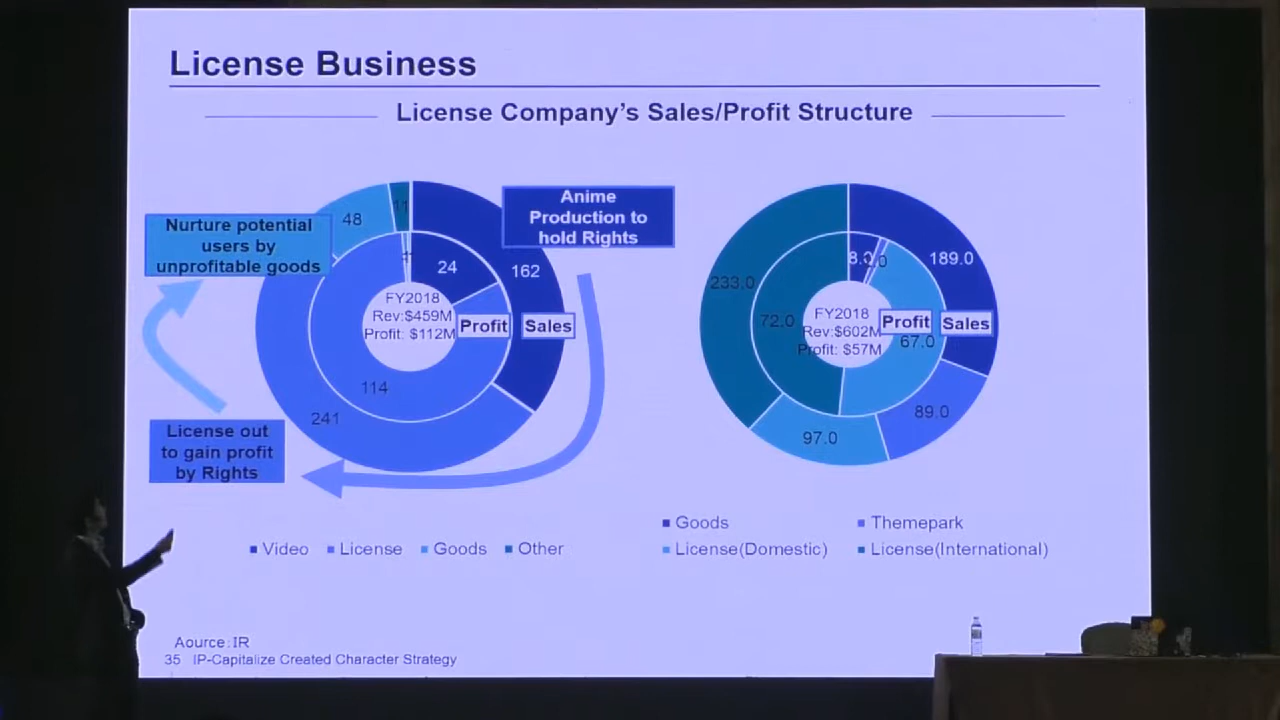 License Business
License Company's Sales/Profit Structure
Nurture potential
users by
unprofitable goods
48
11
Anime
Production to
hold Rights
24
162
FY2018
Rev:$459M
Profit: $112M
Profit
Sales
114
241
License out
to gain profit
by Rights
Video
License
Goods
Other
189.0
233.0
72.0
FY2018
Rev:$602M
Profit: $57M
Profit
Sales
67.0
89.0
97.0
Goods
Themepark
License(Domestic)
License(International)
Aource:IR
35 IP-Capitalize Created Character Strategy